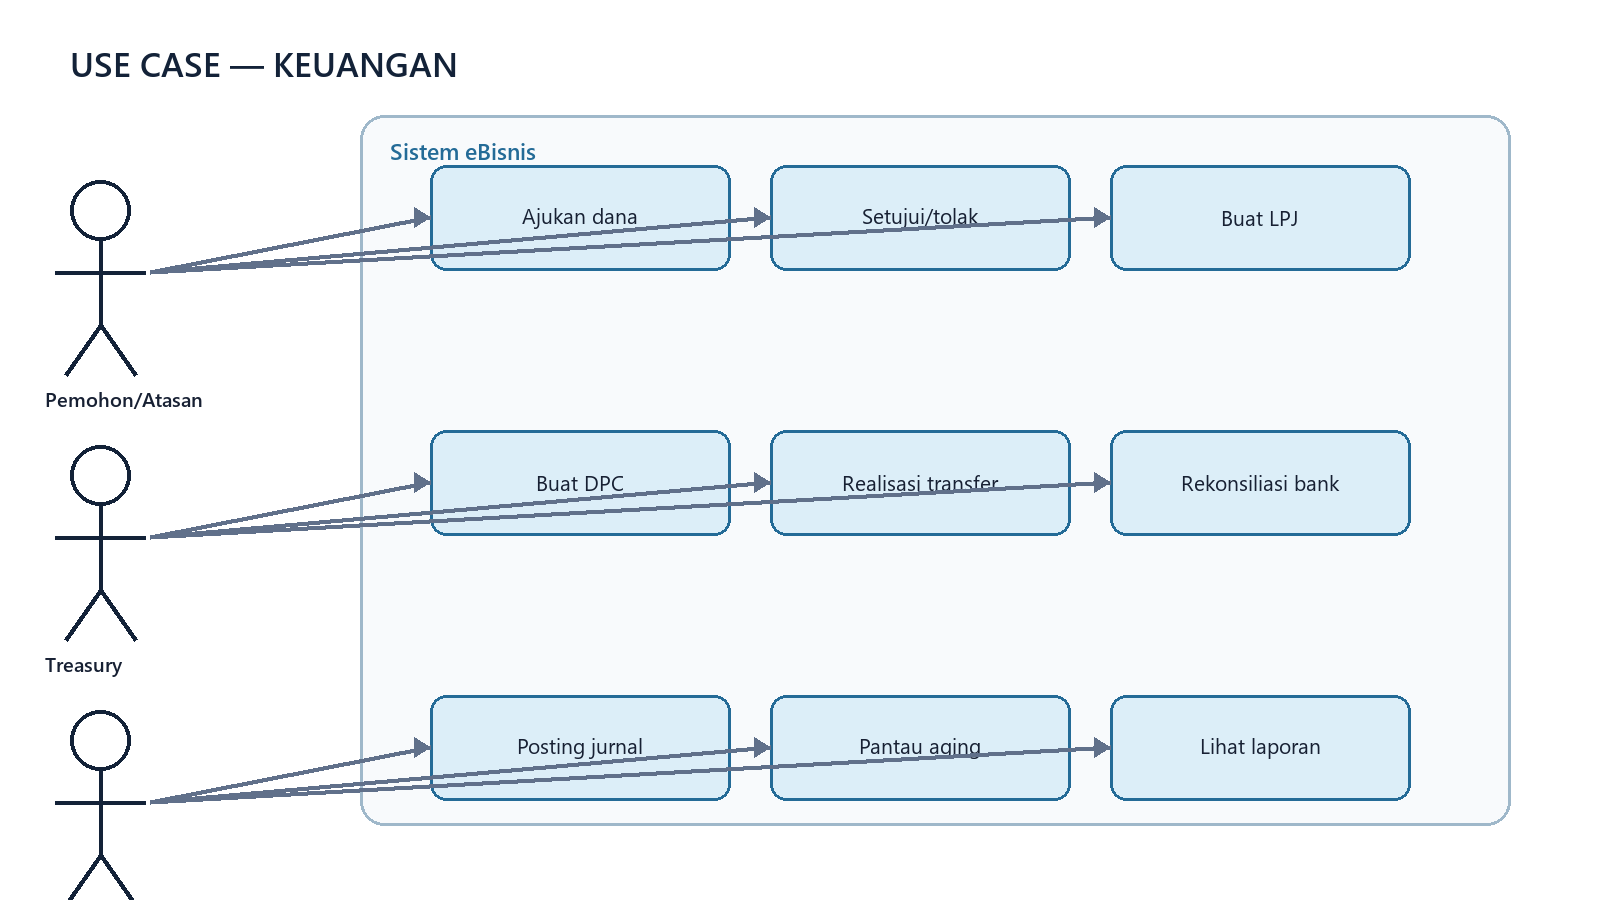 USE CASE — KEUANGAN
Sistem eBisnis
Ajukan dana
Setujui/tolak
Buat LPJ
Pemohon/Atasan
Buat DPC
Realisasi transfer
Rekonsiliasi bank
Treasury
Posting jurnal
Pantau aging
Lihat laporan